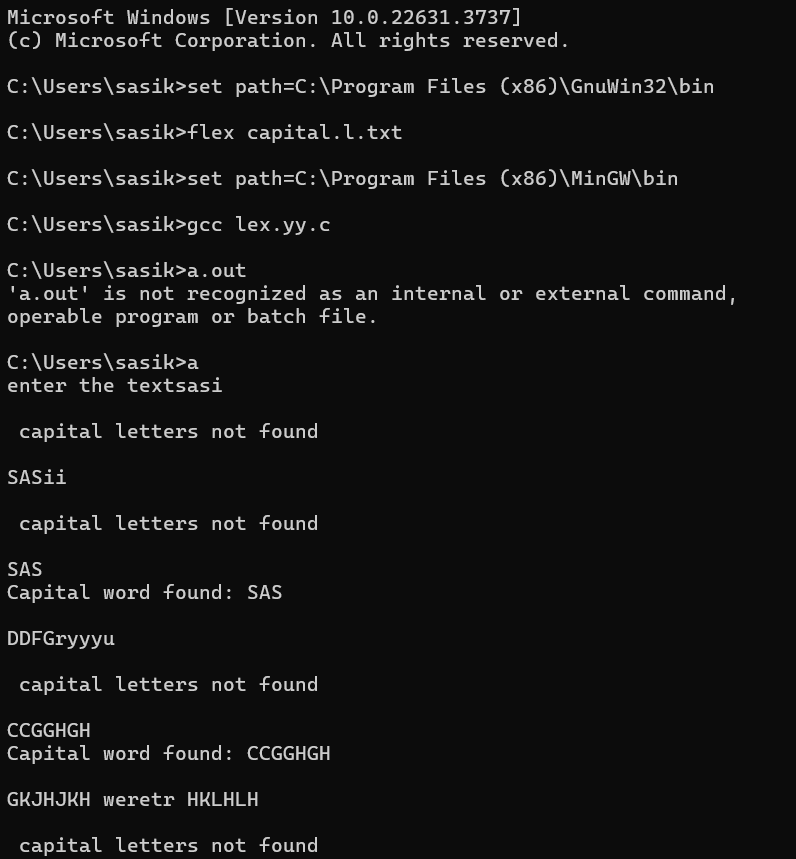 Microsoft Windows [Version 10.0.22631.3737]
(c) Microsoft Corporation. All rights reserved.
C:\Users\sasik>set path=C:\Program Files (x86)\GnuWin32\bin
C:\Users\sasik>flex capital.l.txt
C:\Users\sasik>set path=C:\Program Files (x86)\MinGW\bin
C:\Users\sasik>gcc lex.yy.c
C:\Users\sasik>a.out
'a.out' is not recognized as an internal or external command,
operable program or batch file.
C:\Users\sasik>a
enter the textsasi
capital letters not found
SASii
capital letters not found
SAS
Capital word found: SAS
DDFGryyyu
capital letters not found
CCGGHGH
Capital word found: CCGGHGH
GKJHJKH weretr HKLHLH
capital letters not found